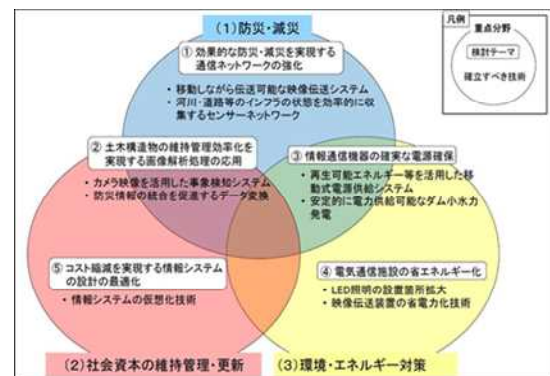 (1)防災・減災
① 効果的な防災・減災を実現する
通信ネットワークの強化
・ 移動しながら伝送可能な映像伝送システム
・ 河川・道路等のインフラの状態を効率的に収
集するセンサーネットワーク
② 土木構造物の維持管理効率化を
実現する画像解析処理の応用
・ カメラ映像を活用した事象検知システム
・ 防災情報の統合を促進するデータ変換
③ 情報通信機器の確実な電源確保
・ 再生可能エネルギー等を活用した移
動式電源供給システム
・ 安定的に電力供給可能なダム小水力
発電
⑤ コスト縮減を実現する情報システム
の設計の最適化
・ 情報システムの仮想化技術
④ 電気通信施設の省エネルギー化
・ LED照明の設置箇所拡大
・ 映像伝送装置の省電力化技術
(2)社会資本の維持管理・更新
(3)環境・エネルギー対策
凡例
重点分野
検討テーマ
確立すべき技術